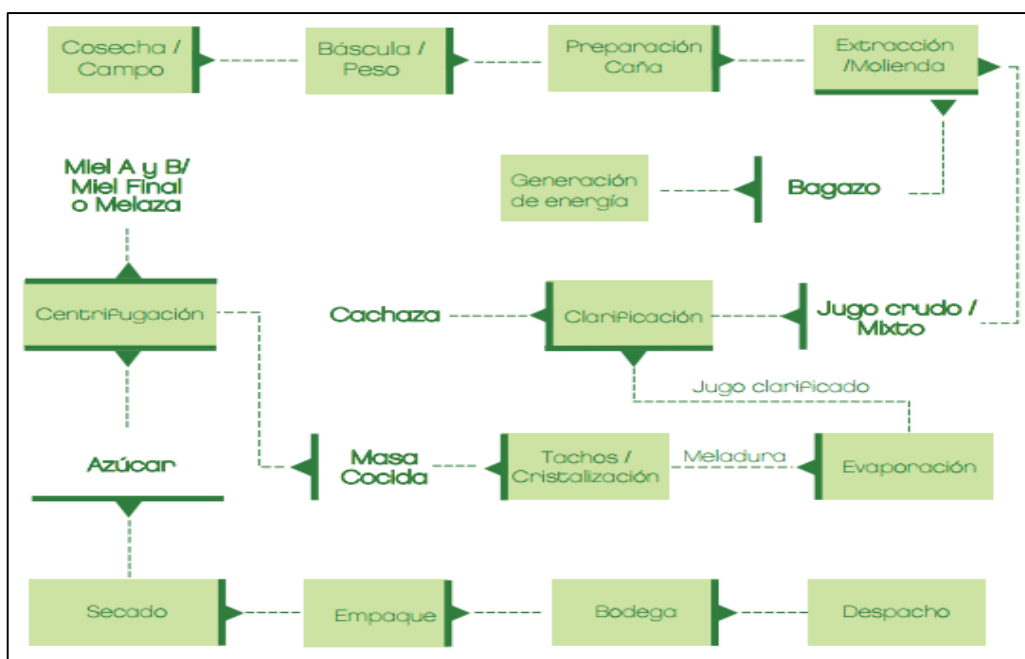 Cosecha /
Campo
Báscula /
Peso
Preparación
Caña
Extracción
/Molienda
Miel A y B/
Miel Final
o Melaza
Generación
de energía
Bagazo
Centrifugación
Cachaza
Clarificación
Jugo crudo /
Mixto
Jugo clarificado
Azúcar
Masa
Cocida
Tachos /
Cristalización
Meladura
Evaporación
Secado
Empaque
Bodega
Despacho